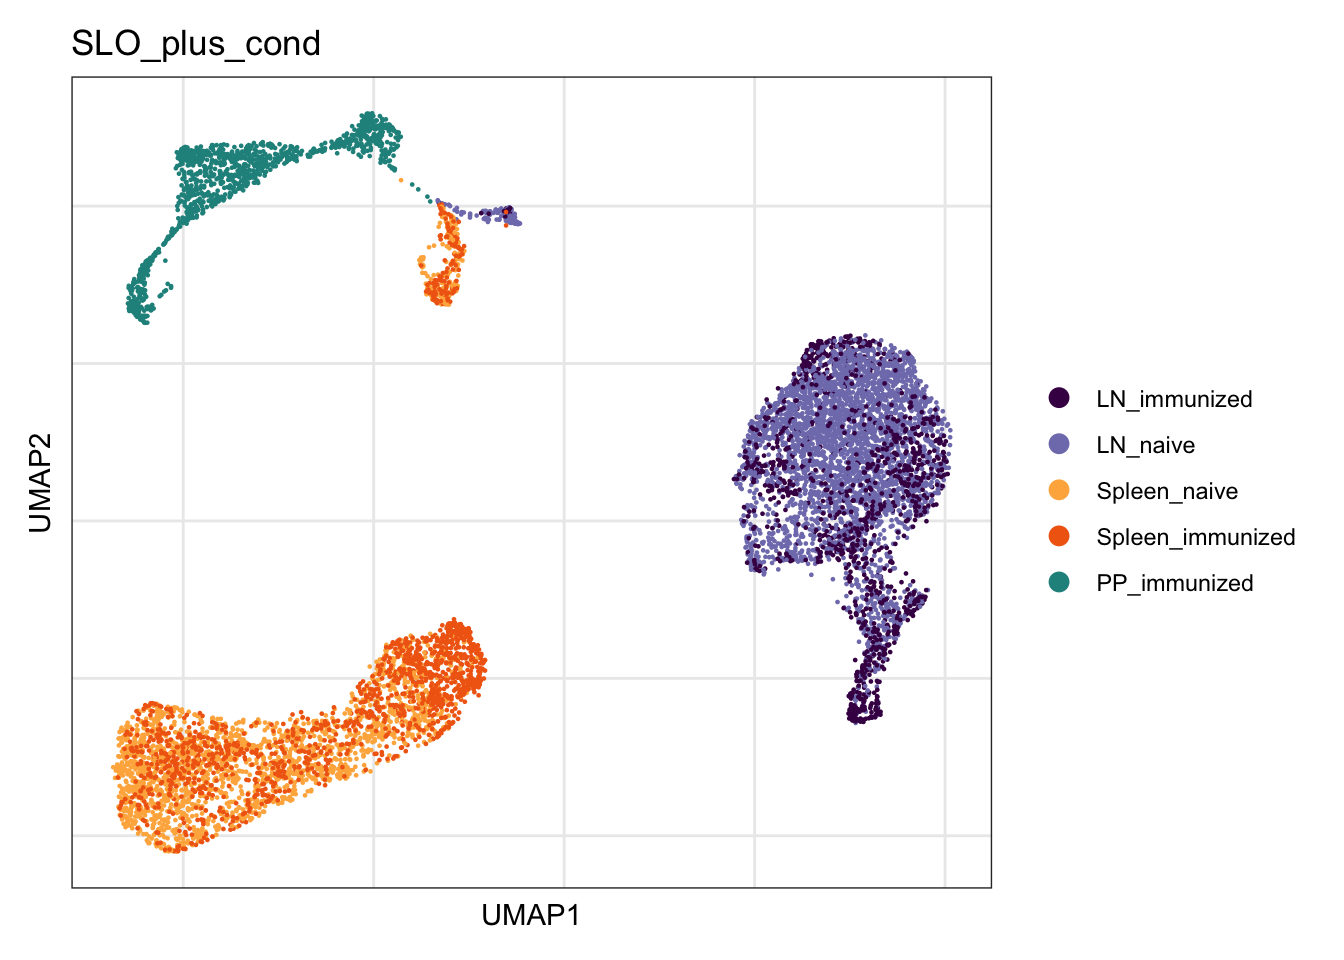 SLO_plus_cond
UMAP2
UMAP1
LN_immunized
LN_naive
Spleen_naive
Spleen_immunized
PP_immunized